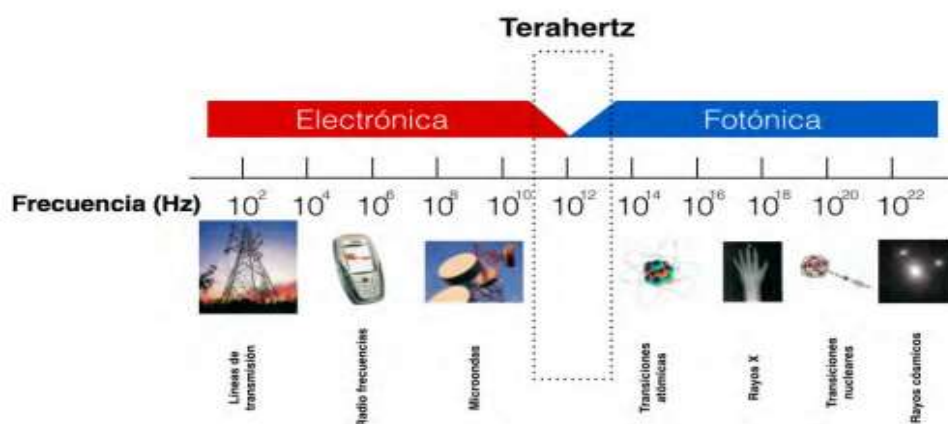 Terahertz
Electrónica
Fotónica
Frecuencia (Hz) 10² 10⁴ 10⁶ 10⁸ 10¹⁰ 10¹² 10¹⁴ 10¹⁶ 10¹⁸ 10²⁰ 10²²
Líneas de
transmisión
Radio frecuencias
Microondas
Transiciones
atómicas
Rayos X
Transiciones
nucleares
Rayos cósmicos